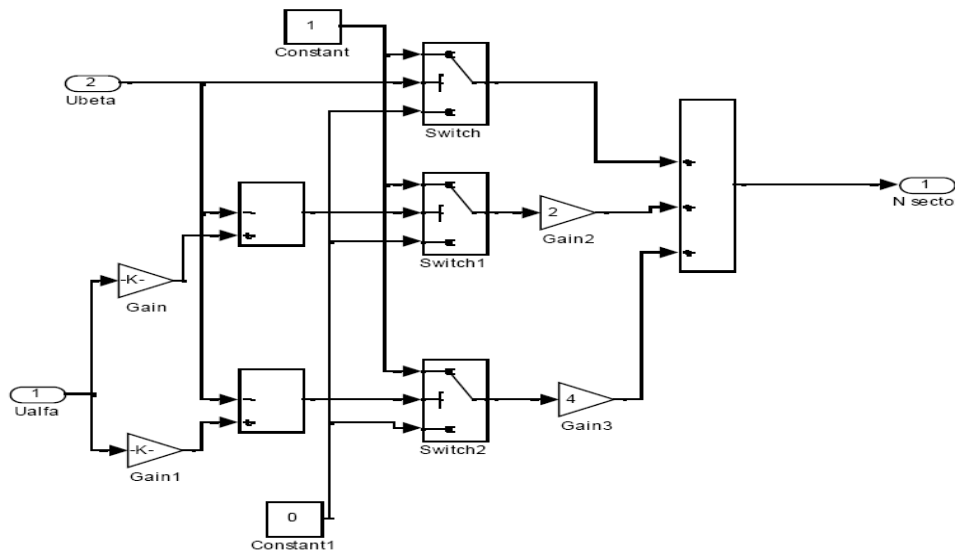 1
Constant
2
Ubeta
Switch
-K-
Gain
Switch1
2
Gain2
1
N secto
1
Ualfa
-K-
Gain1
Switch2
4
Gain3
0
Constant1